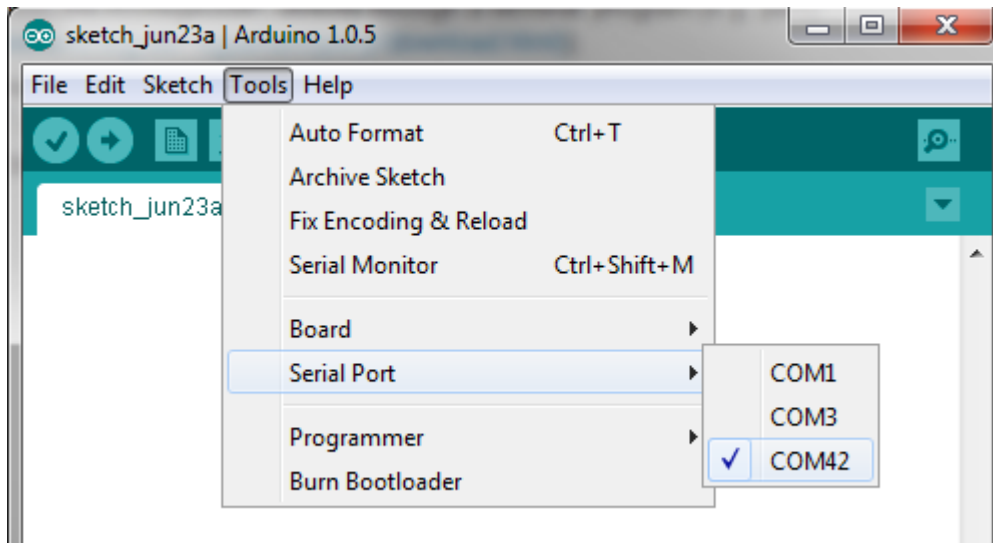 sketch_jun23a | Arduino 1.0.5
File Edit Sketch Tools Help
sketch_jun23a
Auto Format Ctrl+T
Archive Sketch
Fix Encoding & Reload
Serial Monitor Ctrl+Shift+M
Board
Serial Port
Programmer
Burn Bootloader
COM1
COM3
COM42